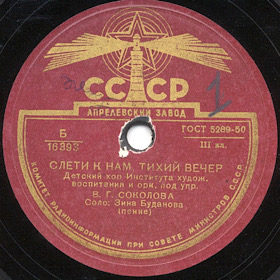 СССР
1
АПРЕЛЕВСКИЙ ЗАВОД
Б
16393
ГОСТ 5289-50
III кл.
СЛЕТИ К НАМ, ТИХИЙ ВЕЧЕР
Детский хор Института худож.
воспитания и орк. под упр.
В. Г. СОКОЛОВА
Соло: Зина Буданова
(пение)
КОМИТЕТ РАДИОИНФОРМАЦИИ ПРИ СОВЕТЕ МИНИСТРОВ СССР